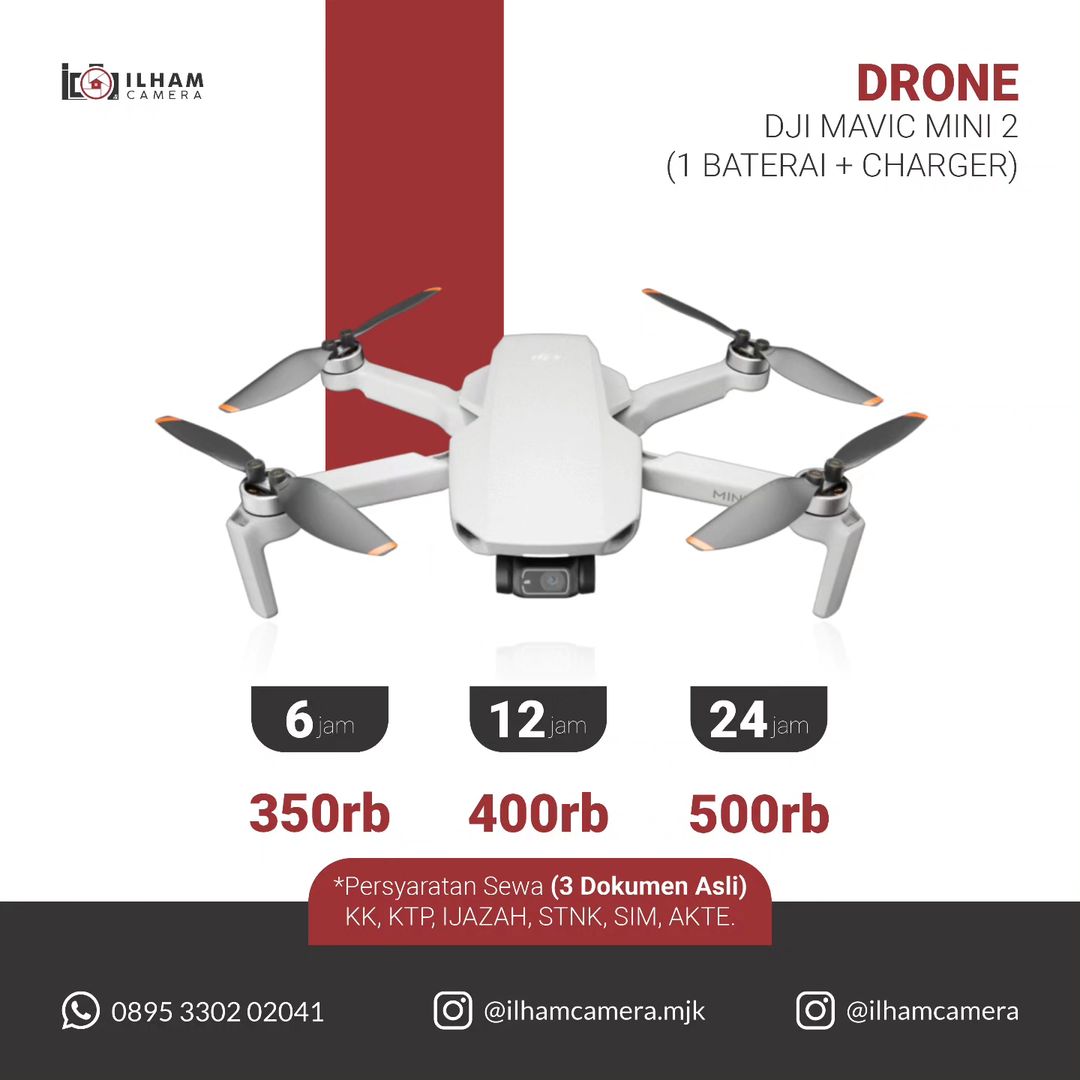 ILHAM
CAMERA
DRONE
DJI MAVIC MINI 2
(1 BATERAI + CHARGER)
MINI
6 jam
12 jam
24 jam
350rb
400rb
500rb
*Persyaratan Sewa (3 Dokumen Asli)
KK, KTP, IJAZAH, STNK, SIM, AKTE.
0895 3302 02041
@ilhamcamera.mjk
@ilhamcamera